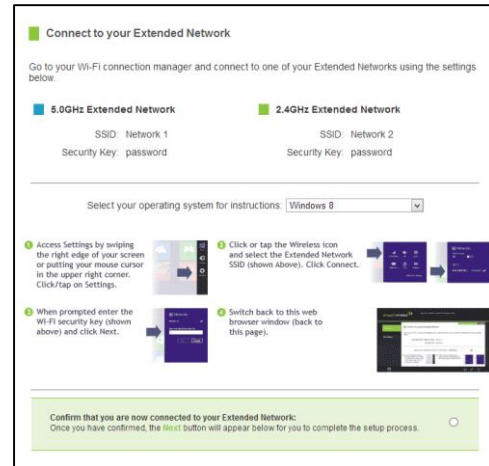 Connect to your Extended Network
Go to your Wi-Fi connection manager and connect to one of your Extended Networks using the settings
below.
5.0GHz Extended Network
SSID: Network 1
Security Key: password
2.4GHz Extended Network
SSID: Network 2
Security Key: password
Select your operating system for instructions: Windows 8
1 Access Settings by swiping
the right edge of your screen
or putting your mouse cursor
in the upper right corner.
Click/tap on Settings.
2 Click or tap the Wireless icon
and select the Extended Network
SSID (shown Above). Click Connect.
3 When prompted enter the
Wi-Fi security key (shown
above) and click Next.
4 Switch back to this web
browser window (back to
this page).
Confirm that you are now connected to your Extended Network:
Once you have confirmed, the Next button will appear below for you to complete the setup process.